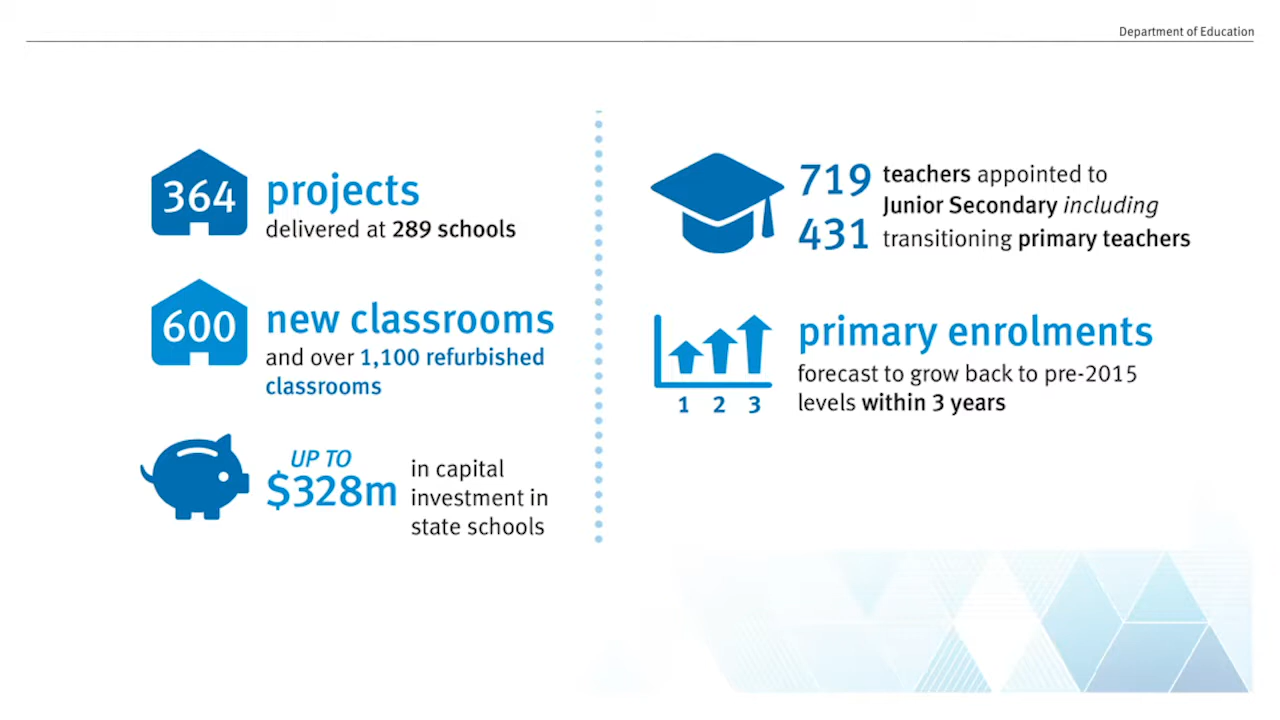 Department of Education
364 projects
delivered at 289 schools
600 new classrooms
and over 1,100 refurbished
classrooms
UP TO
$328m
in capital
investment in
state schools
719 teachers appointed to
Junior Secondary including
431 transitioning primary teachers
primary enrolments
forecast to grow back to pre-2015
levels within 3 years
1 2 3